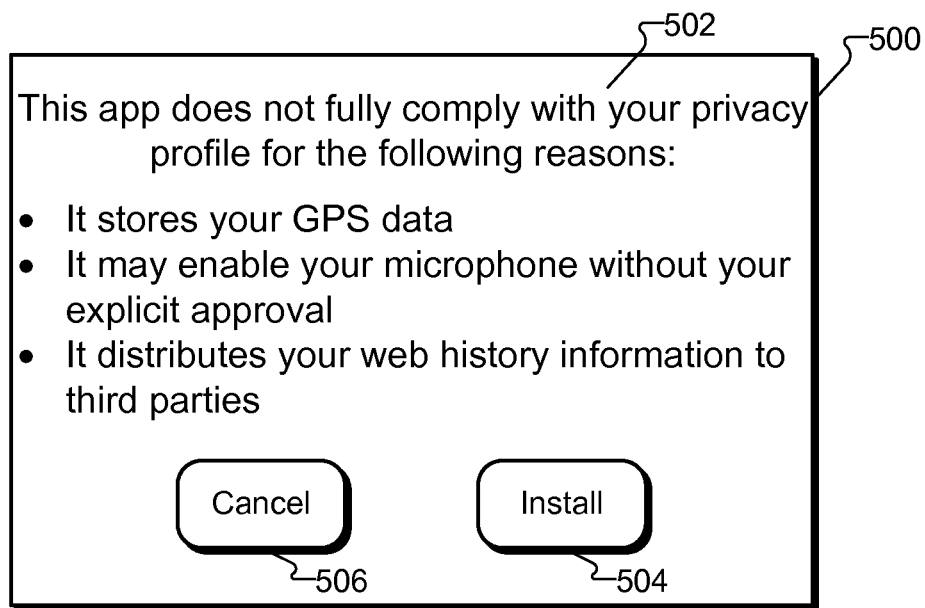 502
500
This app does not fully comply with your privacy
profile for the following reasons:
• It stores your GPS data
• It may enable your microphone without your
explicit approval
• It distributes your web history information to
third parties
Cancel
Install
506
504